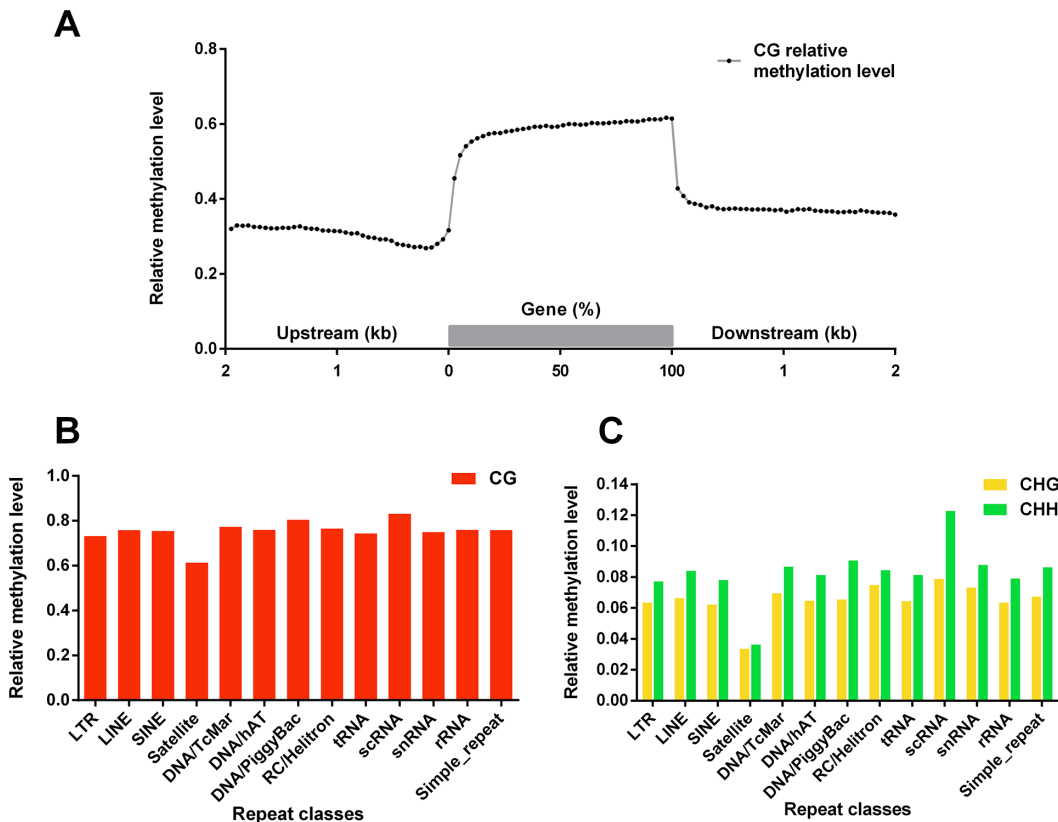 A
0.8
0.6
0.4
0.2
0.0
Relative methylation level
CG relative
methylation level
Gene (%)
Upstream (kb)
Downstream (kb)
2
1
0
50
100
1
2
B
1.0
0.8
0.6
0.4
0.2
0.0
Relative methylation level
CG
LTR
LINE
SINE
Satellite
DNA/TcMar
DNA/hAT
DNA/PiggyBac
RC/Helitron
tRNA
scRNA
snRNA
rRNA
Simple_repeat
Repeat classes
C
0.14
0.12
0.10
0.08
0.06
0.04
0.02
0.00
Relative methylation level
CHG
CHH
LTR
LINE
SINE
Satellite
DNA/TcMar
DNA/hAT
DNA/PiggyBac
RC/Helitron
tRNA
scRNA
snRNA
rRNA
Simple_repeat
Repeat classes